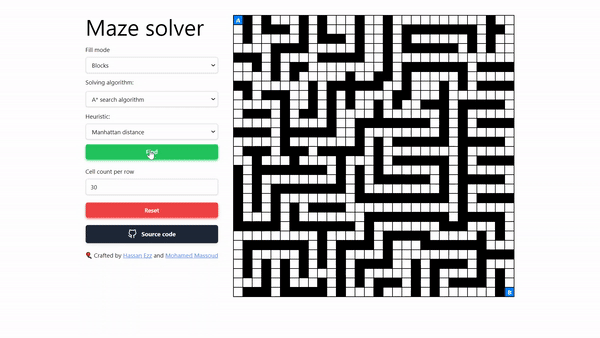 Maze solver
Fill mode
Blocks
Solving algorithm:
A* search algorithm
Heuristic:
Manhattan distance
Find
Cell count per row
30
Reset
Source code
Crafted by Hassan Ezz and Mohamed Massoud
A
B